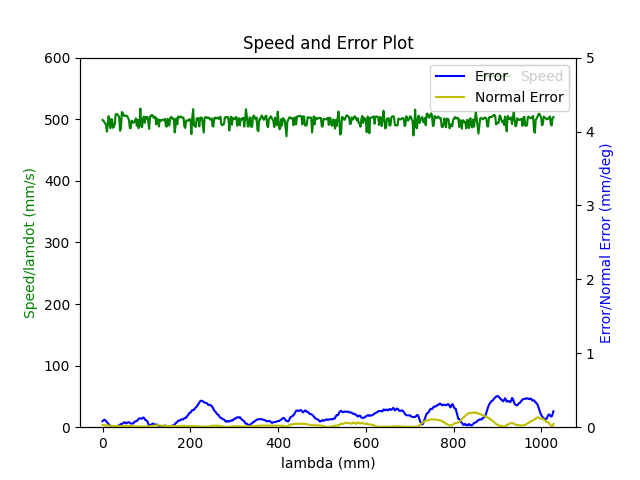 Speed and Error Plot
600
500
400
300
200
100
0
Speed/lamdot (mm/s)
5
4
3
2
1
0
Error/Normal Error (mm/deg)
Error
Speed
Normal Error
0
200
400
600
800
1000
lambda (mm)